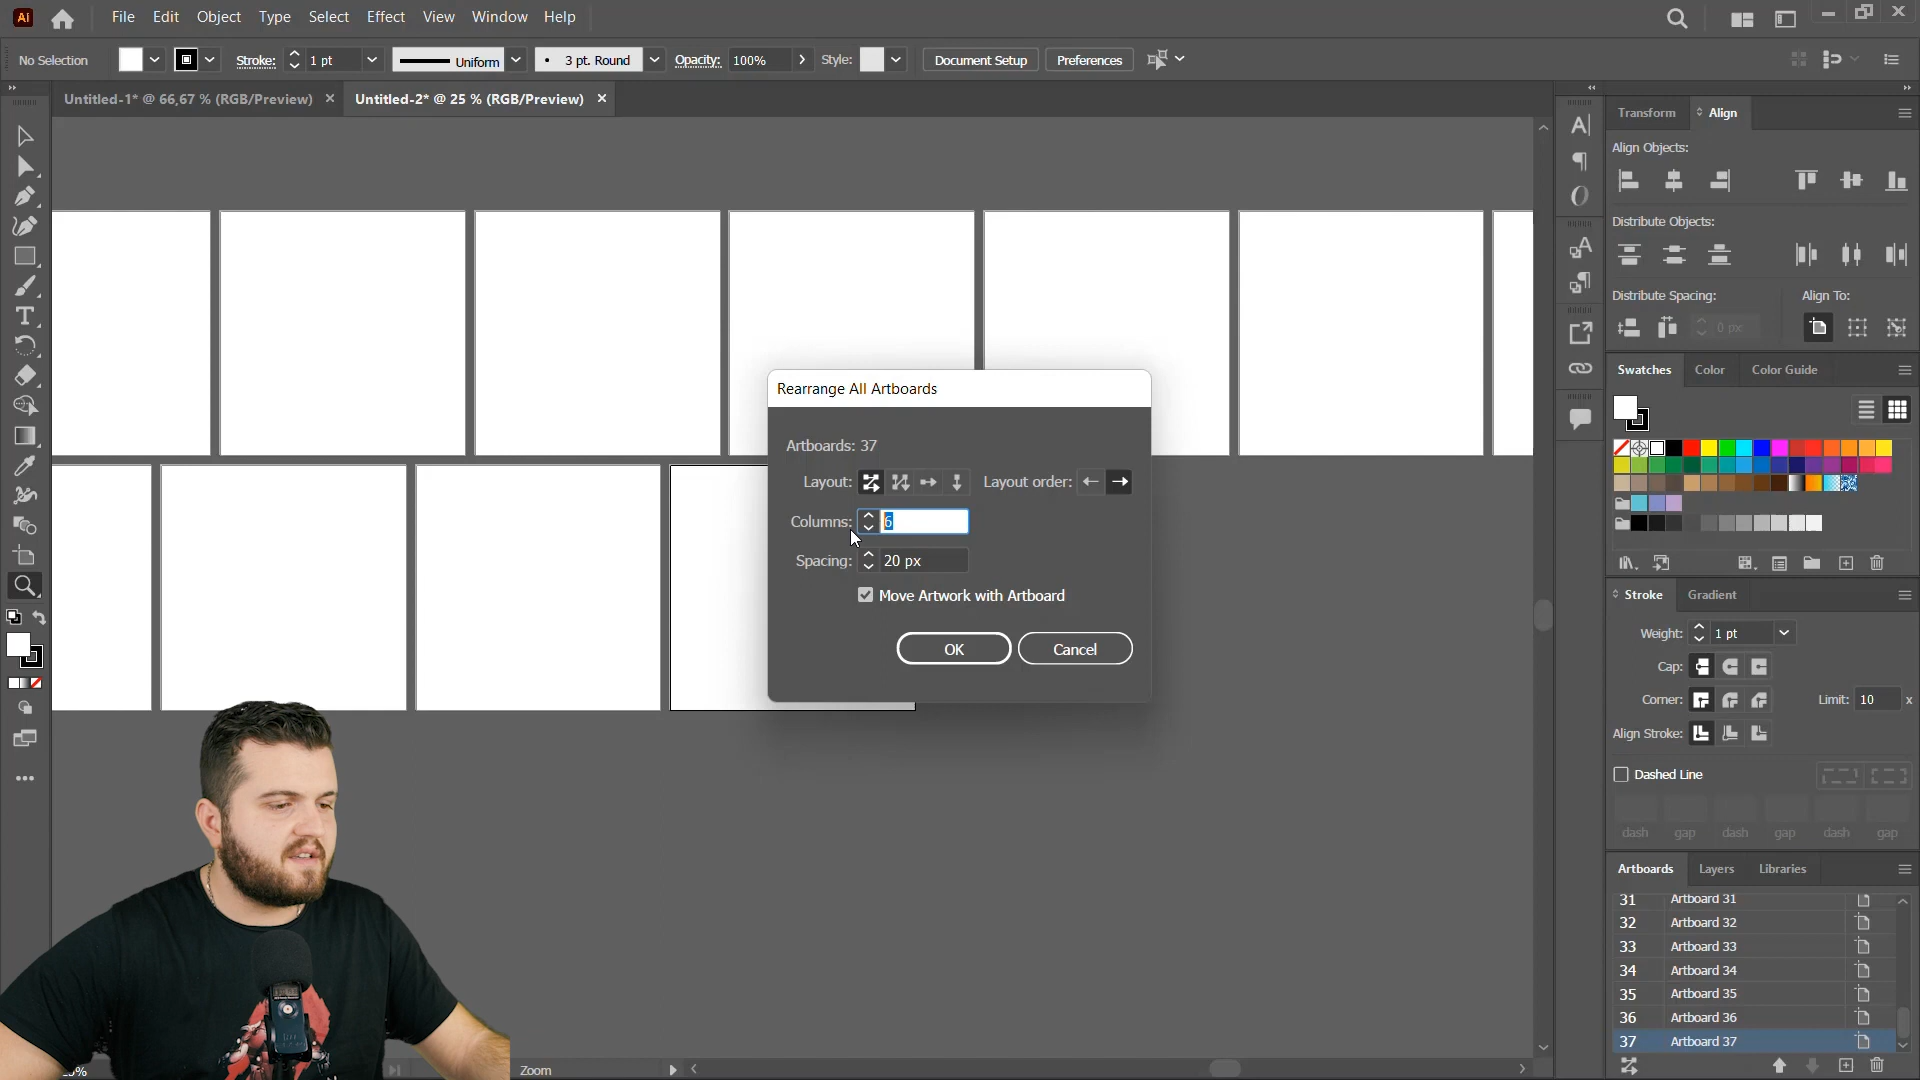 Ai File Edit Object Type Select Effect View Window Help
No Selection Stroke: 1 pt Uniform 3 pt. Round Opacity: 100% Style: Document Setup Preferences
Untitled-1* @ 66,67 % (RGB/Preview) Untitled-2* @ 25 % (RGB/Preview)
Transform Align
Align Objects:
Distribute Objects:
Distribute Spacing: Align To:
0 px
Swatches Color Color Guide
Stroke Gradient
Weight: 1 pt
Cap:
Corner: Limit: 10 x
Align Stroke:
Dashed Line
dash gap dash gap dash gap
Artboards Layers Libraries
31 Artboard 31
32 Artboard 32
33 Artboard 33
34 Artboard 34
35 Artboard 35
36 Artboard 36
37 Artboard 37
Rearrange All Artboards
Artboards: 37
Layout: Layout order:
Columns: 6
Spacing: 20 px
Move Artwork with Artboard
OK Cancel
Zoom